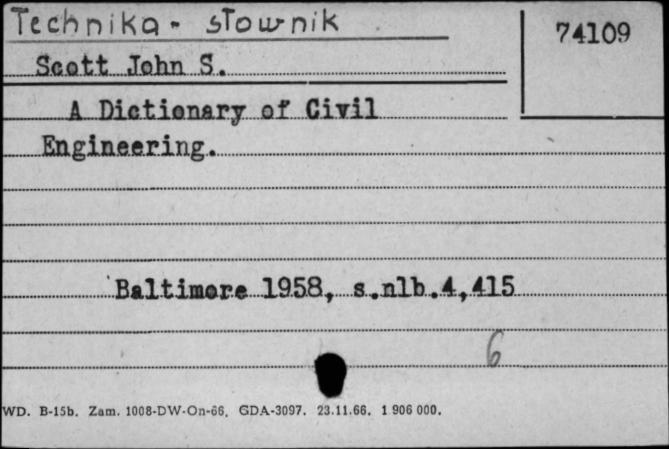 Technika - słownik
74109
Scott John S.
A Dictionary of Civil
Engineering.
Baltimore 1958, s.nlb.4,415
6
WD. B-15b. Zam. 1008-DW-On-66. GDA-3097. 23.11.66. 1 906 000.